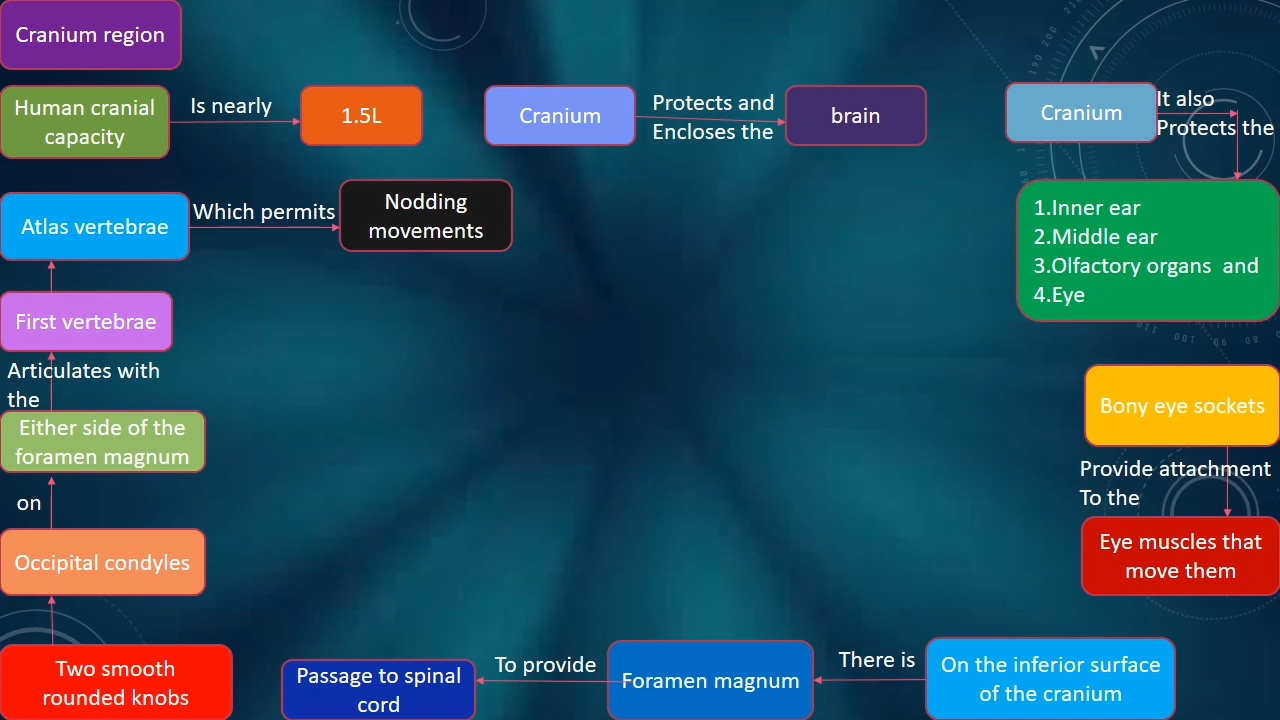 Cranium region
Human cranial
capacity
Is nearly
1.5L
Cranium
Protects and
Encloses the
brain
Cranium
It also
Protects the
1.Inner ear
2.Middle ear
3.Olfactory organs  and
4.Eye
Atlas vertebrae
Which permits
Nodding
movements
First vertebrae
Articulates with
the
Either side of the
foramen magnum
on
Occipital condyles
Two smooth
rounded knobs
Bony eye sockets
Provide attachment
To the
Eye muscles that
move them
On the inferior surface
of the cranium
There is
Foramen magnum
To provide
Passage to spinal
cord